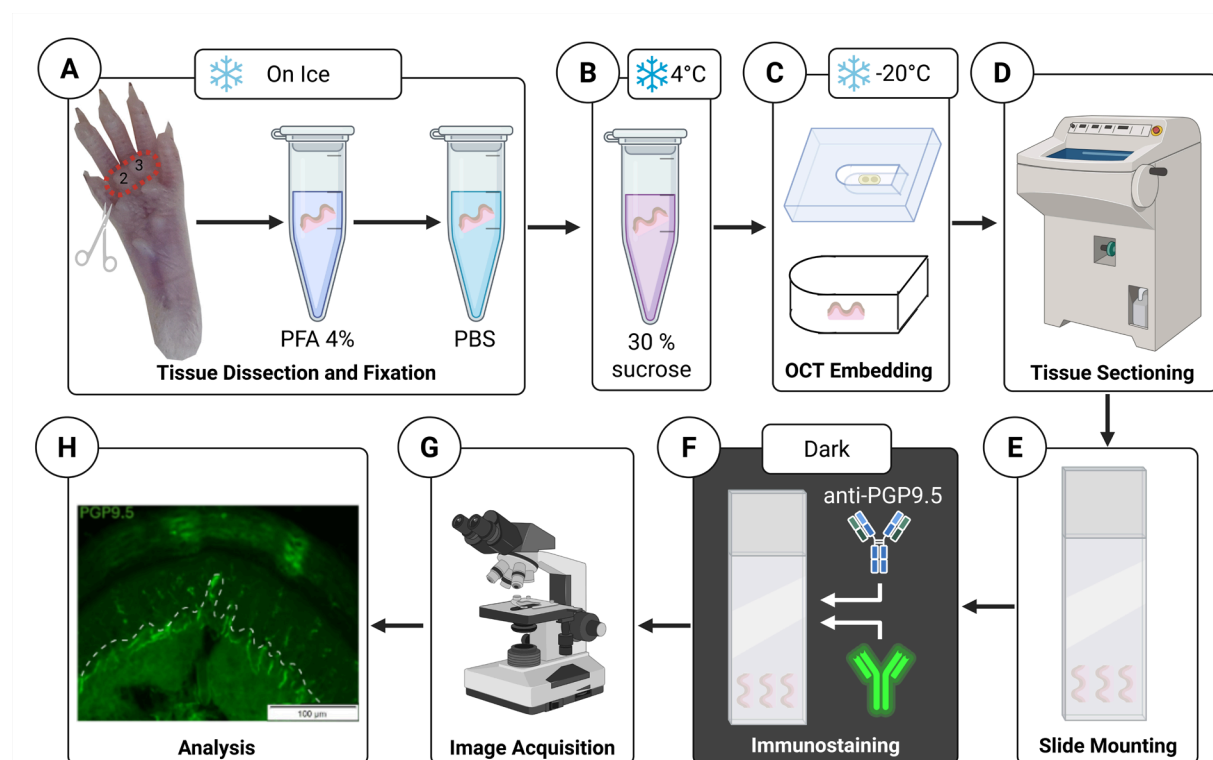 A
On Ice
2
3
PFA 4%
PBS
Tissue Dissection and Fixation
B
4°C
30 %
sucrose
C
-20°C
OCT Embedding
D
Tissue Sectioning
H
PGP9.5
100 µm
Analysis
G
Image Acquisition
F
Dark
anti-PGP9.5
Immunostaining
E
Slide Mounting